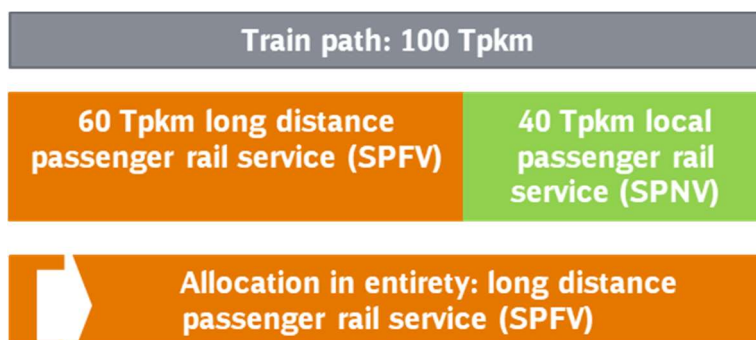 Train path: 100 Tpkm
60 Tpkm long distance
passenger rail service (SPFV)
40 Tpkm local
passenger rail
service (SPNV)
Allocation in entirety: long distance
passenger rail service (SPFV)